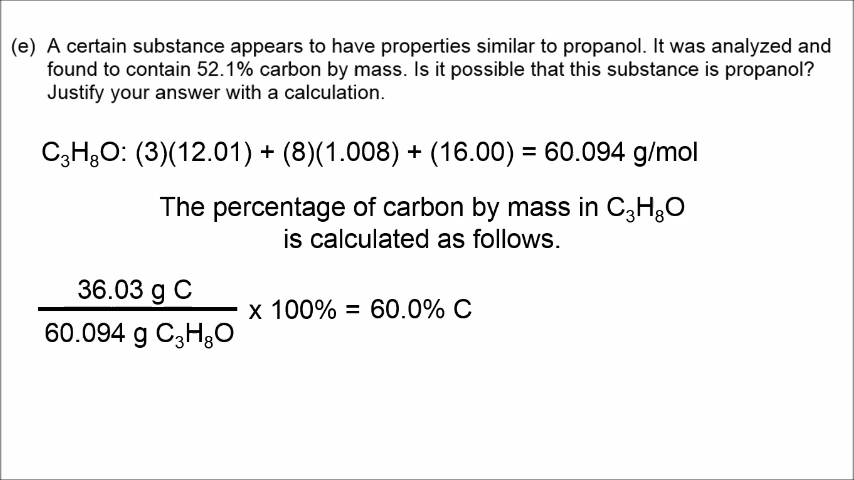 (e) A certain substance appears to have properties similar to propanol. It was analyzed and
found to contain 52.1% carbon by mass. Is it possible that this substance is propanol?
Justify your answer with a calculation.
C₃H₈O: (3)(12.01) + (8)(1.008) + (16.00) = 60.094 g/mol
The percentage of carbon by mass in C₃H₈O
is calculated as follows.
36.03 g C
60.094 g C₃H₈O
x 100% = 60.0% C